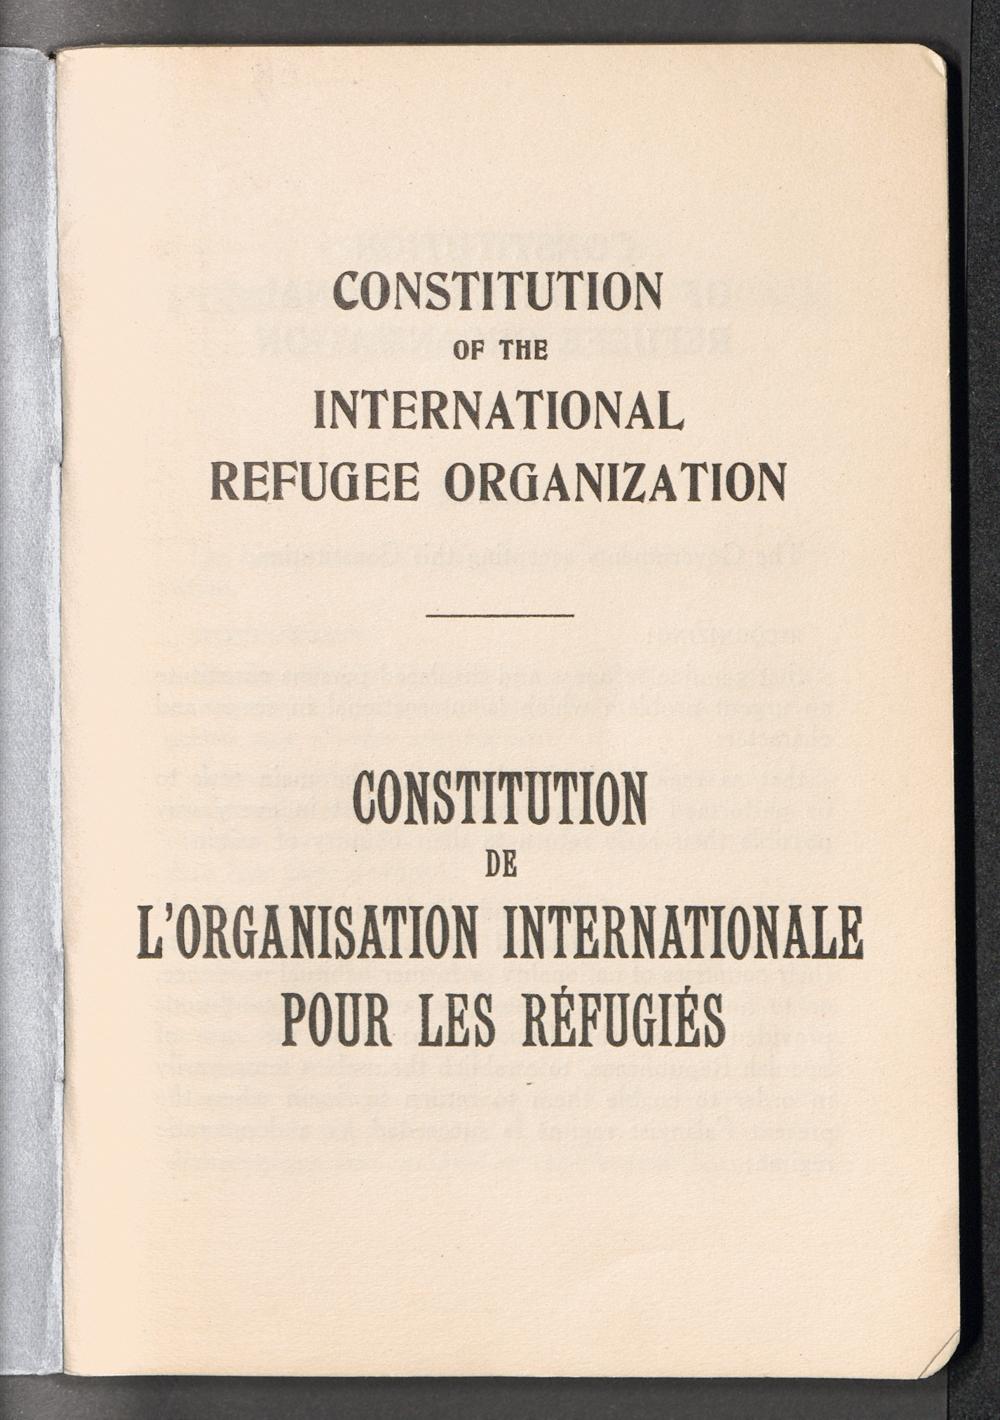 CONSTITUTION
OF THE
INTERNATIONAL
REFUGEE ORGANIZATION
CONSTITUTION
DE
L'ORGANISATION INTERNATIONALE
POUR LES RÉFUGIÉS